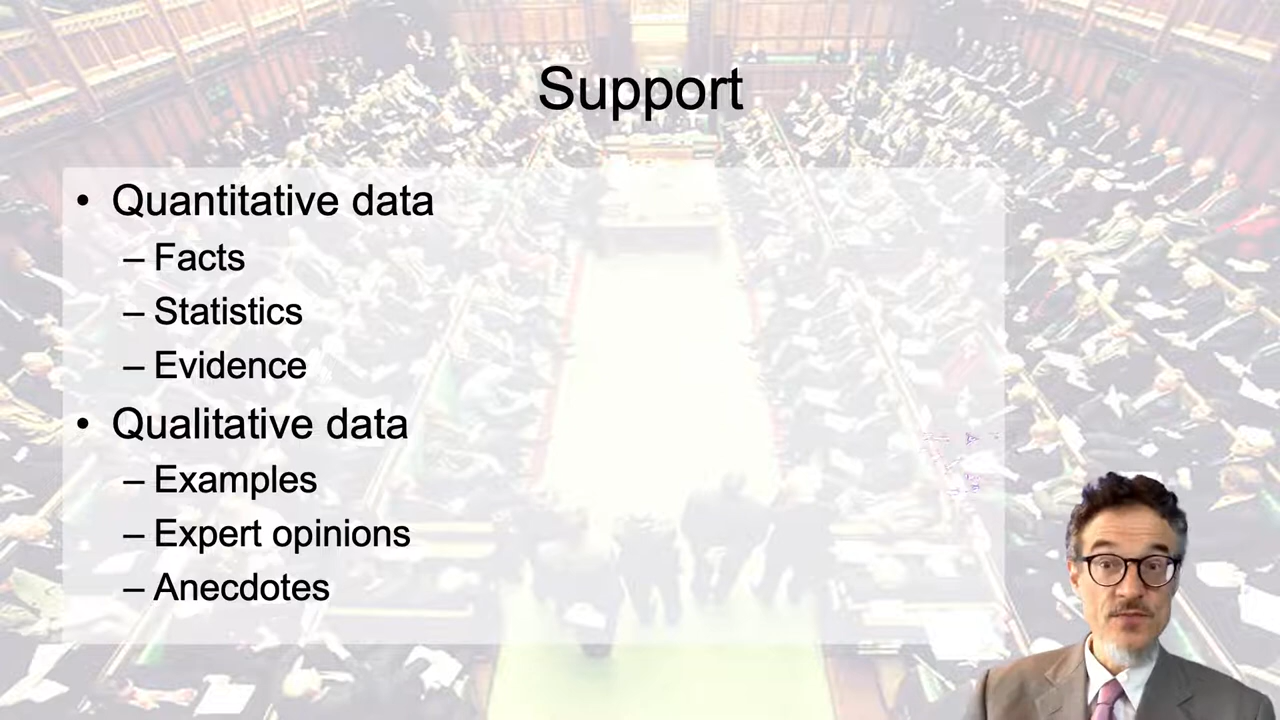 Support
• Quantitative data
– Facts
– Statistics
– Evidence
• Qualitative data
– Examples
– Expert opinions
– Anecdotes